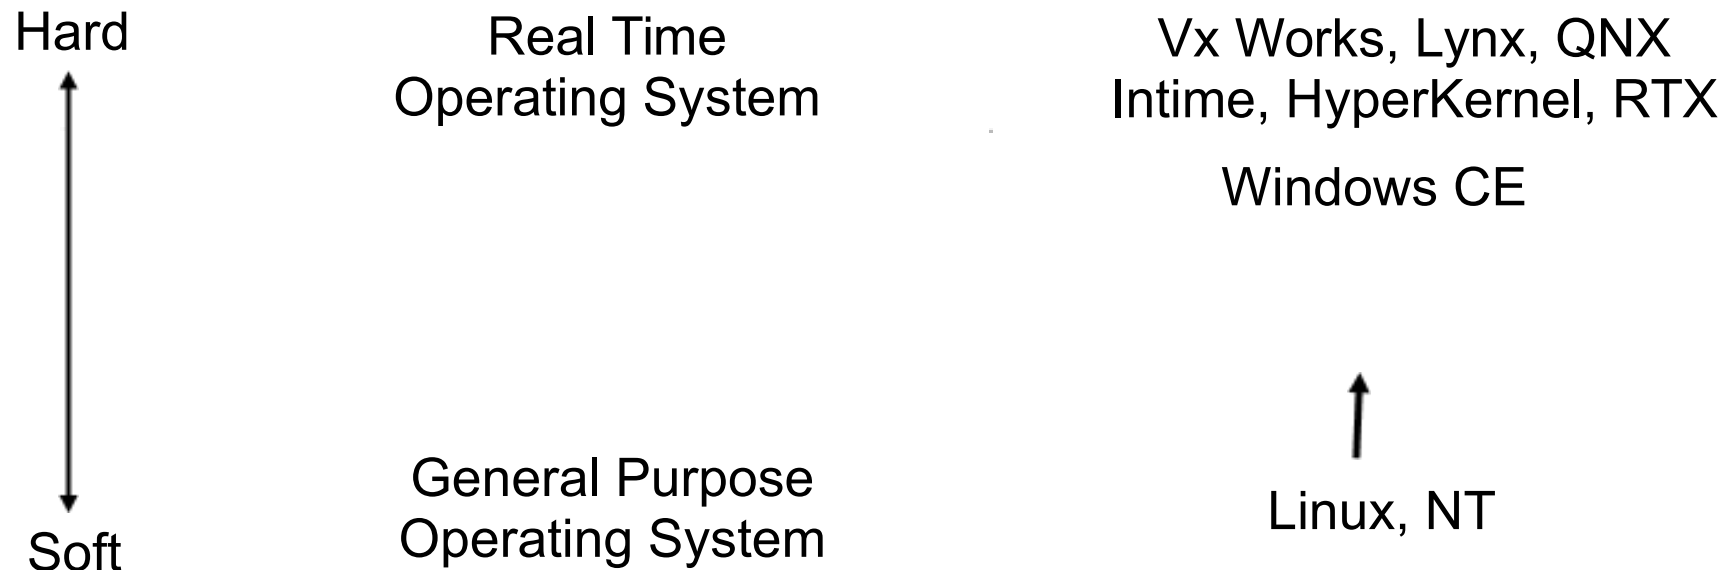 Hard
Real Time
Operating System
Vx Works, Lynx, QNX
Intime, HyperKernel, RTX
Windows CE
General Purpose
Operating System
Linux, NT
Soft